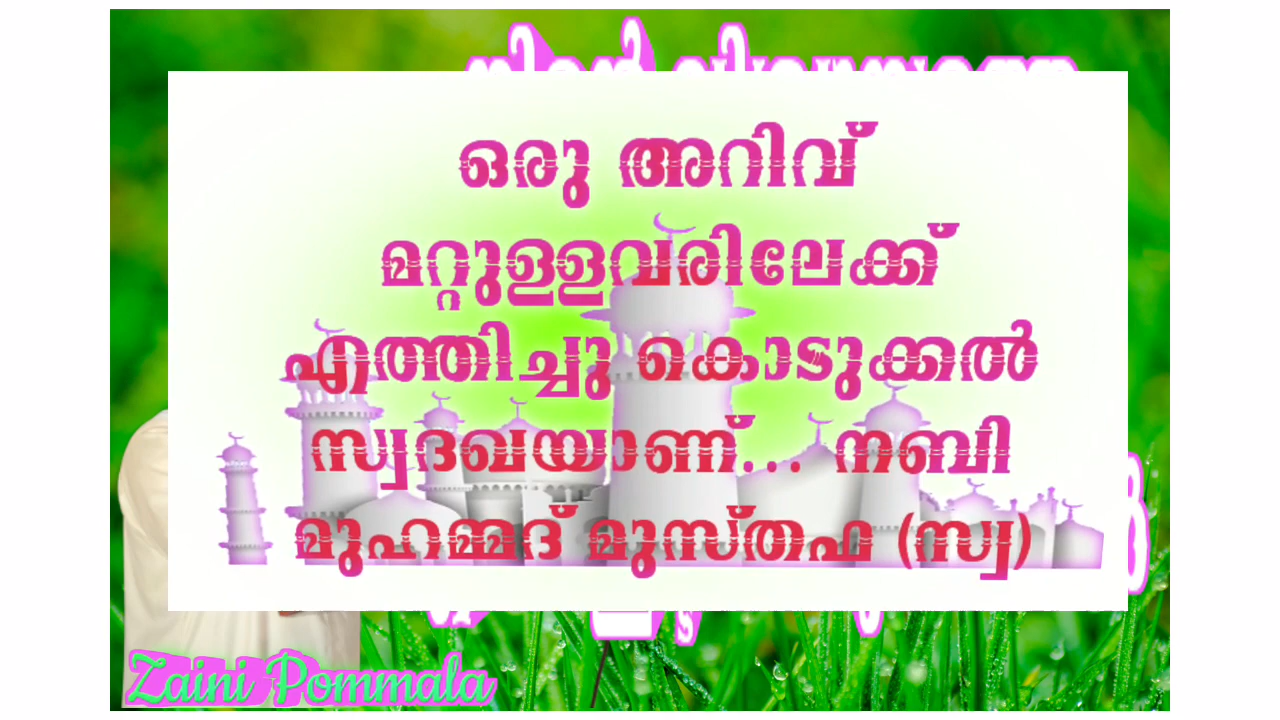 ഒരു അറിവ്
മറ്റുള്ളവരിലേക്ക്
എത്തിച്ചു കൊടുക്കൽ
സ്വദഖയാണ്... നബി
മുഹമ്മദ് മുസ്തഫ (സ്വ)
Zaini Pommala